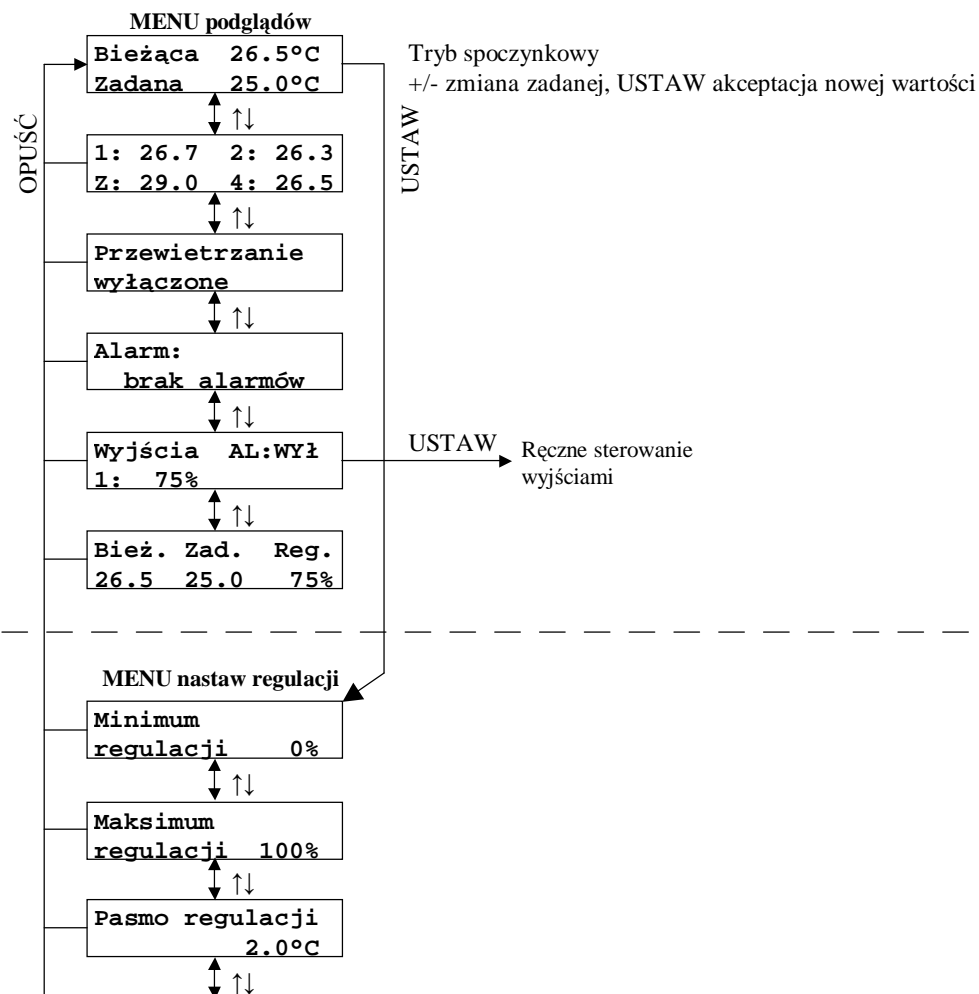 MENU podglądów
Bieżąca 26.5°C
Zadana 25.0°C
Tryb spoczynkowy
+/- zmiana zadanej, USTAW akceptacja nowej wartości
↑↓
OPUŚĆ
USTAW
1: 26.7 2: 26.3
Z: 29.0 4: 26.5
↑↓
Przewietrzanie
wyłączone
↑↓
Alarm:
brak alarmów
↑↓
Wyjścia AL:WYŁ
1: 75%
USTAW
Ręczne sterowanie
wyjściami
↑↓
Bież. Zad. Reg.
26.5 25.0 75%
MENU nastaw regulacji
Minimum
regulacji 0%
↑↓
Maksimum
regulacji 100%
↑↓
Pasmo regulacji
2.0°C
↑↓